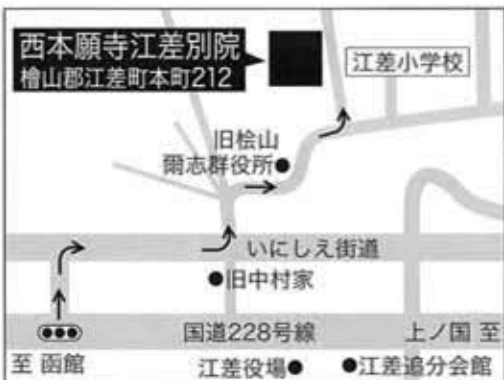 西本願寺江差別院
檜山郡江差町本町212
江差小学校
旧桧山
爾志群役所
いにしえ街道
旧中村家
国道228号線
上ノ国 至
至 函館
江差役場
江差追分会館